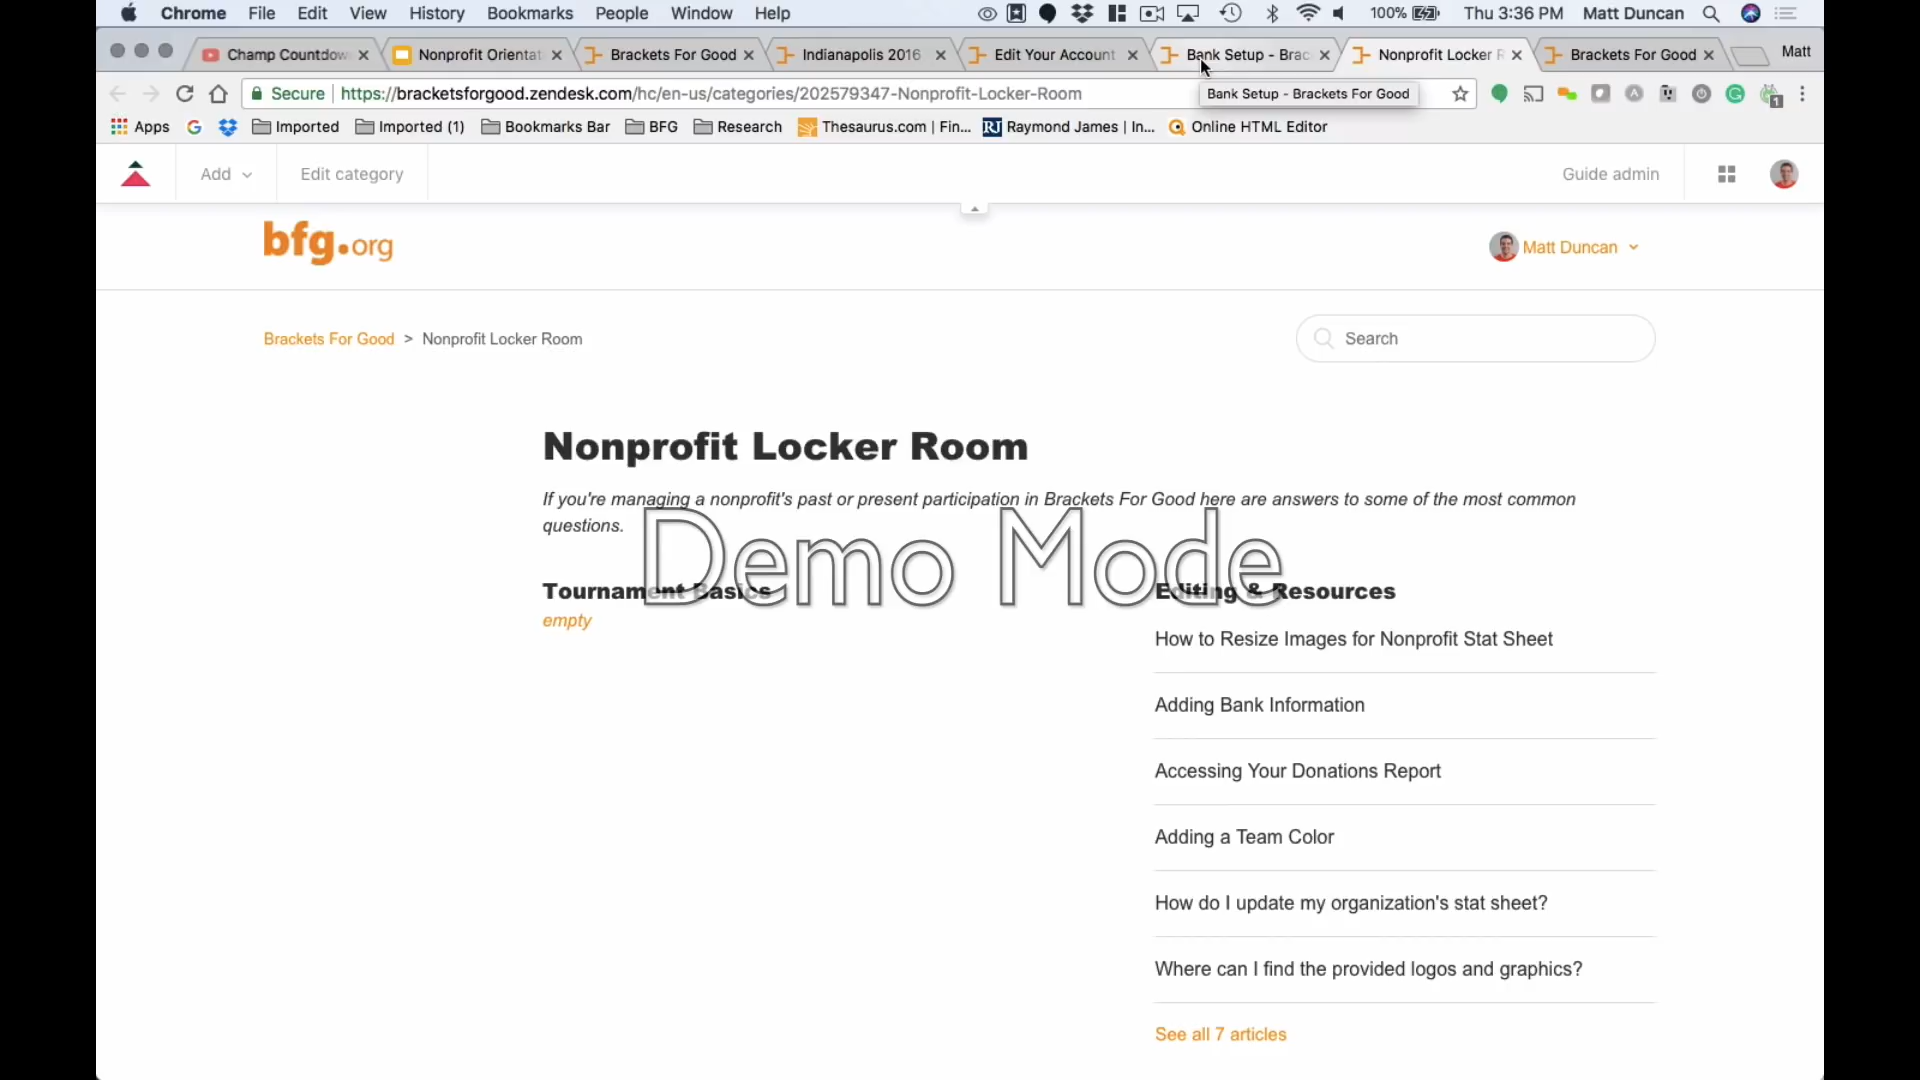 Chrome File Edit View History Bookmarks People Window Help 100% Thu 3:36 PM Matt Duncan
Champ Countdow Nonprofit Orientat Brackets For Good Indianapolis 2016 Edit Your Account Bank Setup - Brac Nonprofit Locker R Brackets For Good Matt
Secure https://bracketsforgood.zendesk.com/hc/en-us/categories/202579347-Nonprofit-Locker-Room Bank Setup - Brackets For Good
Apps Imported Imported (1) Bookmarks Bar BFG Research Thesaurus.com | Fin... RJ Raymond James | In... Online HTML Editor
Add Edit category Guide admin
bfg.org Matt Duncan
Brackets For Good > Nonprofit Locker Room Search
Nonprofit Locker Room
If you're managing a nonprofit's past or present participation in Brackets For Good here are answers to some of the most common
questions.
Demo Mode
Tournament Basics
empty
Editing & Resources
How to Resize Images for Nonprofit Stat Sheet
Adding Bank Information
Accessing Your Donations Report
Adding a Team Color
How do I update my organization's stat sheet?
Where can I find the provided logos and graphics?
See all 7 articles